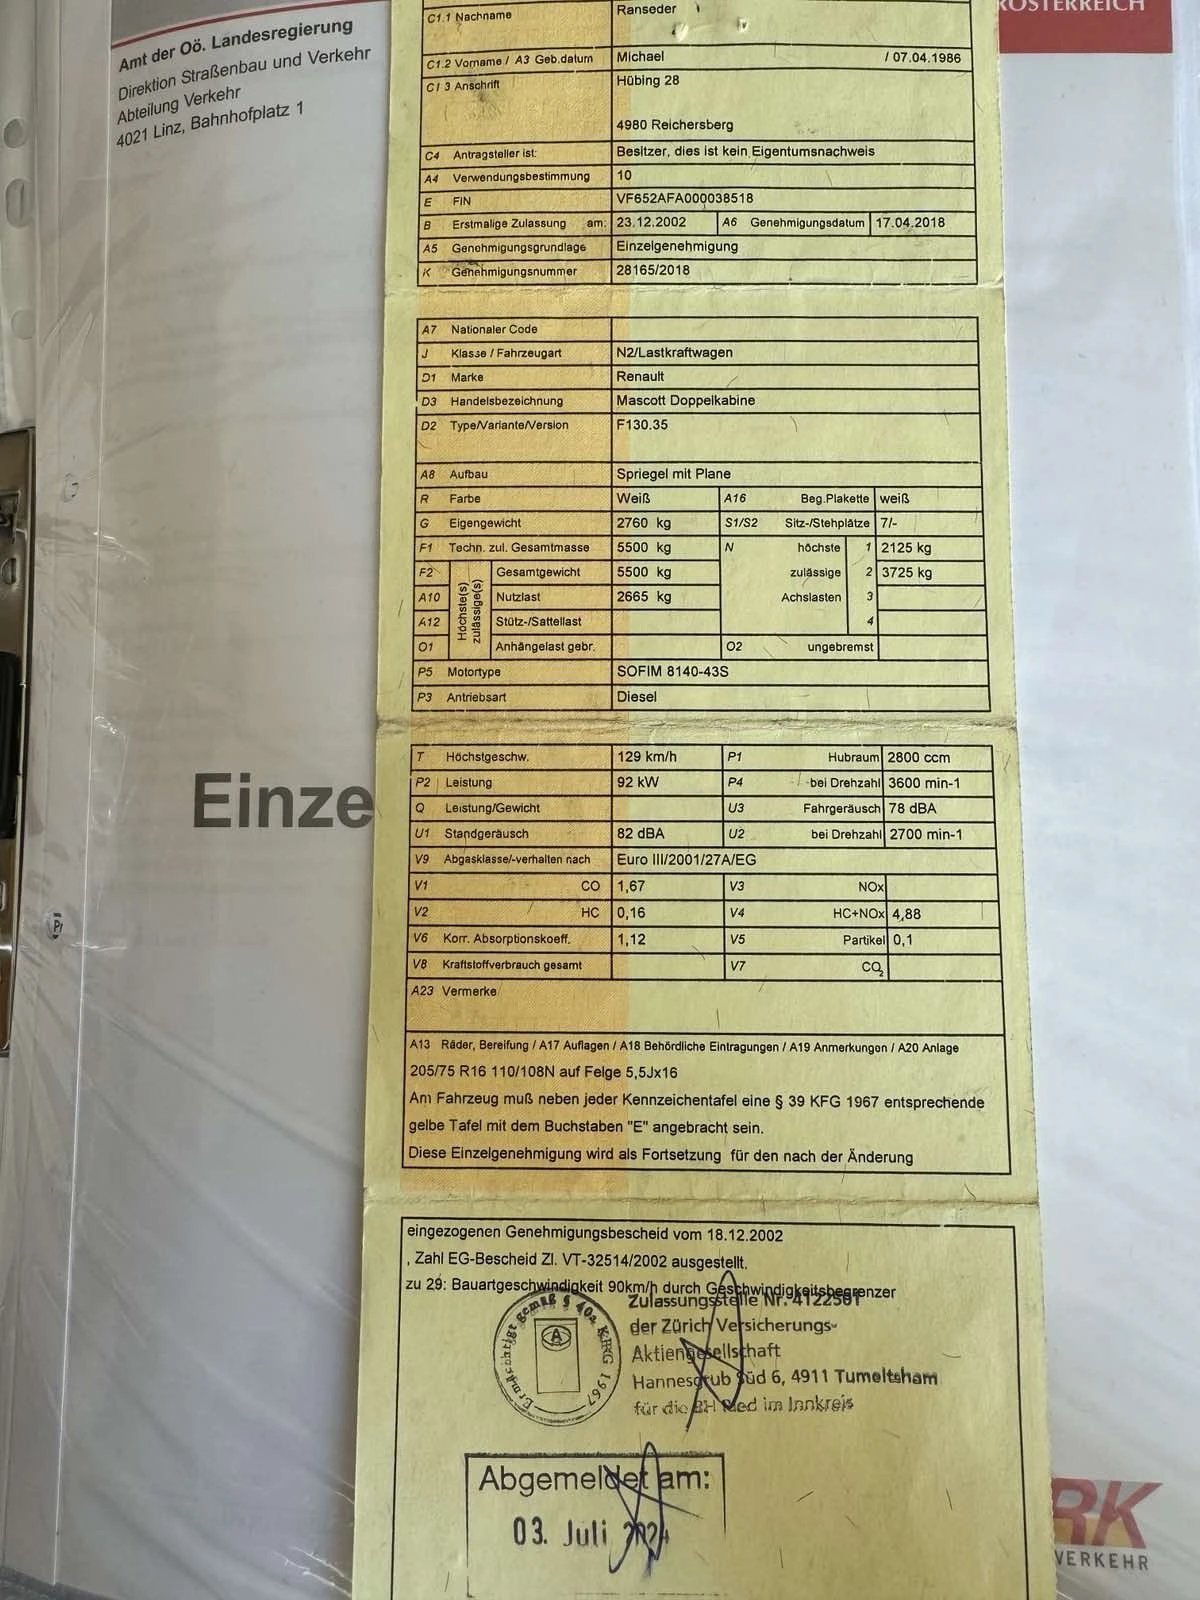 Amt der Oö. Landesregierung
Direktion Straßenbau und Verkehr
Abteilung Verkehr
4021 Linz, Bahnhofplatz 1
RÖSTERREICH
C1.1 Nachname Ranseder
C1.2 Vorname / A3 Geb.datum Michael / 07.04.1986
C1 3 Anschrift Hübing 28
4980 Reichersberg
C4 Antragsteller ist: Besitzer, dies ist kein Eigentumsnachweis
A4 Verwendungsbestimmung 10
E FIN VF652AFA000038518
B Erstmalige Zulassung am: 23.12.2002 A6 Genehmigungsdatum 17.04.2018
A5 Genehmigungsgrundlage Einzelgenehmigung
K Genehmigungsnummer 28165/2018
A7 Nationaler Code
J Klasse / Fahrzeugart N2/Lastkraftwagen
D1 Marke Renault
D3 Handelsbezeichnung Mascott Doppelkabine
D2 Type/Variante/Version F130.35
A8 Aufbau Spriegel mit Plane
R Farbe Weiß A16 Beg.Plakette weiß
G Eigengewicht 2760 kg S1/S2 Sitz-/Stehplätze 7/-
F1 Techn. zul. Gesamtmasse 5500 kg N höchste 1 2125 kg
F2 Höchste(s) zulässige(s) Gesamtgewicht 5500 kg zulässige 2 3725 kg
A10 Nutzlast 2665 kg Achslasten 3
A12 Stütz-/Sattellast 4
O1 Anhängelast gebr. O2 ungebremst
P5 Motortype SOFIM 8140-43S
P3 Antriebsart Diesel
T Höchstgeschw. 129 km/h P1 Hubraum 2800 ccm
P2 Leistung 92 kW P4 bei Drehzahl 3600 min-1
Q Leistung/Gewicht U3 Fahrgeräusch 78 dBA
U1 Standgeräusch 82 dBA U2 bei Drehzahl 2700 min-1
V9 Abgasklasse/-verhalten nach Euro III/2001/27A/EG
V1 CO 1,67 V3 NOx
V2 HC 0,16 V4 HC+NOx 4,88
V6 Korr. Absorptionskoeff. 1,12 V5 Partikel 0,1
V8 Kraftstoffverbrauch gesamt V7 CO2
A23 Vermerke
A13 Räder, Bereifung / A17 Auflagen / A18 Behördliche Eintragungen / A19 Anmerkungen / A20 Anlage
205/75 R16 110/108N auf Felge 5,5Jx16
Am Fahrzeug muß neben jeder Kennzeichentafel eine § 39 KFG 1967 entsprechende
gelbe Tafel mit dem Buchstaben "E" angebracht sein.
Diese Einzelgenehmigung wird als Fortsetzung für den nach der Änderung
eingezogenen Genehmigungsbescheid vom 18.12.2002
, Zahl EG-Bescheid Zl. VT-32514/2002 ausgestellt.
zu 29: Bauartgeschwindigkeit 90km/h durch Geschwindigkeitsbegrenzer
Ermächtigt gemäß § 40a KFG 1967
A
Zulassungsstelle Nr. 4122501
der Zürich Versicherungs-
Aktiengesellschaft
Hannesgrub Süd 6, 4911 Tumeltsham
für die BH Ried im Innkreis
Abgemeldet am:
03. Juli 2024
Einze
RK
VERKEHR